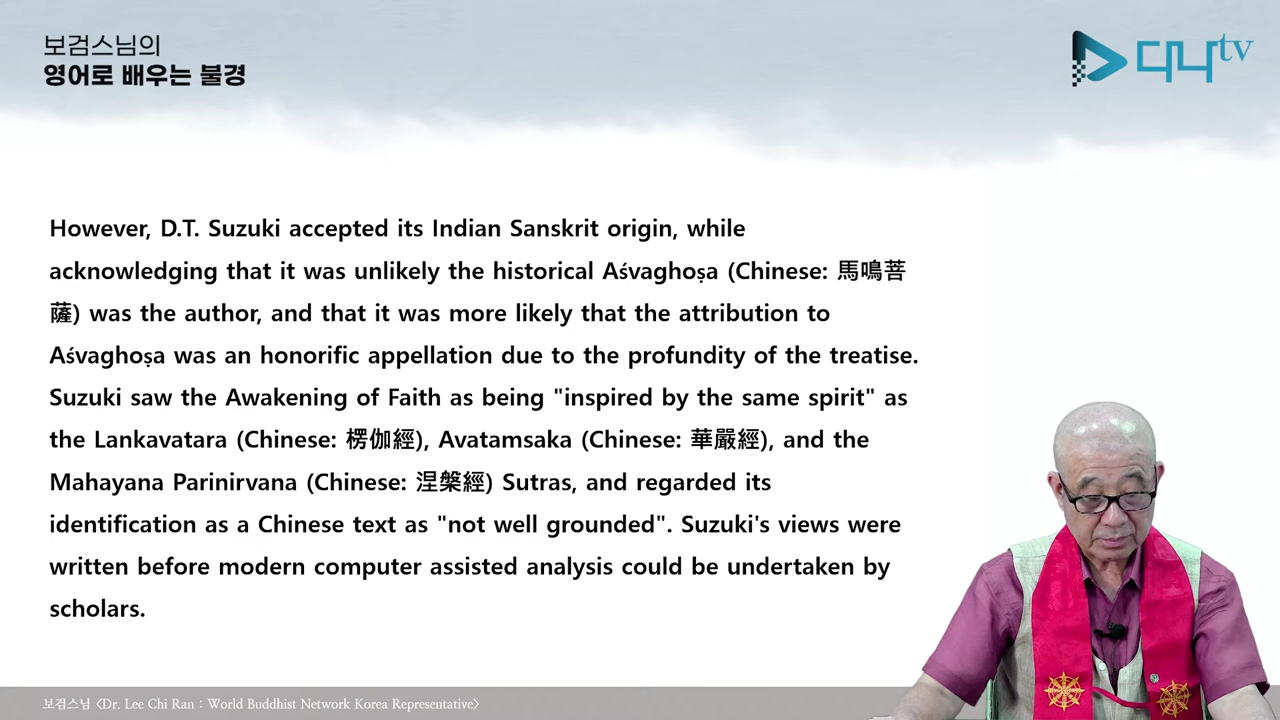 보검스님의
영어로 배우는 불경
다나tv
However, D.T. Suzuki accepted its Indian Sanskrit origin, while
acknowledging that it was unlikely the historical Aśvaghoṣa (Chinese: 馬鳴菩
薩) was the author, and that it was more likely that the attribution to
Aśvaghoṣa was an honorific appellation due to the profundity of the treatise.
Suzuki saw the Awakening of Faith as being "inspired by the same spirit" as
the Lankavatara (Chinese: 楞伽經), Avatamsaka (Chinese: 華嚴經), and the
Mahayana Parinirvana (Chinese: 涅槃經) Sutras, and regarded its
identification as a Chinese text as "not well grounded". Suzuki's views were
written before modern computer assisted analysis could be undertaken by
scholars.
보검스님 <Dr. Lee Chi Ran : World Buddhist Network Korea Representative>